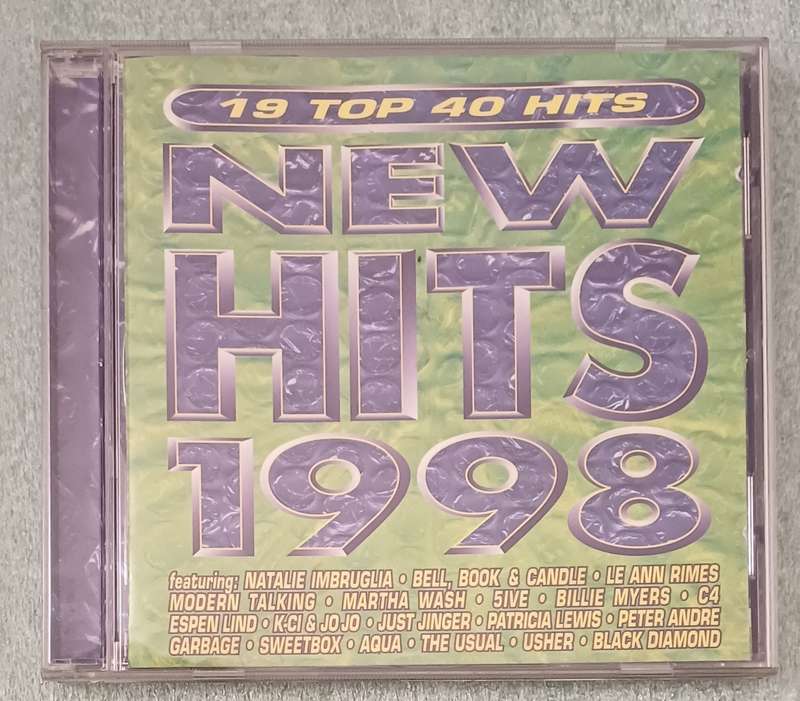 19 TOP 40 HITS
NEW
HITS
1998
featuring: NATALIE IMBRUGLIA • BELL, BOOK & CANDLE • LE ANN RIMES
MODERN TALKING • MARTHA WASH • 5IVE • BILLIE MYERS • C4
ESPEN LIND • K-CI & JO JO • JUST JINGER • PATRICIA LEWIS • PETER ANDRE
GARBAGE • SWEETBOX • AQUA • THE USUAL • USHER • BLACK DIAMOND